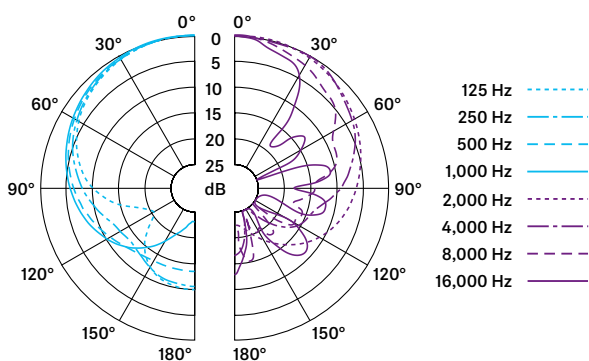 0° 0°
30° 0 30°
5
60° 10 60°
15
20
25
90° dB 90°
120° 120°
150° 150°
180° 180°
125 Hz
250 Hz
500 Hz
1,000 Hz
2,000 Hz
4,000 Hz
8,000 Hz
16,000 Hz